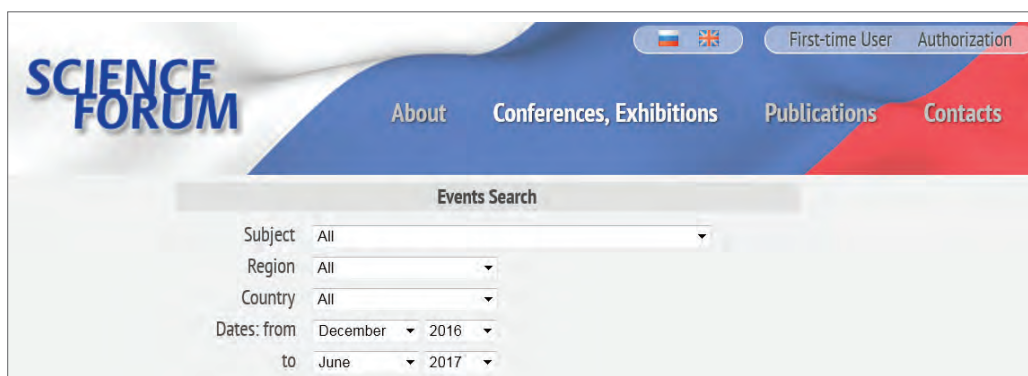 First-time User Authorization
SCIENCE
FORUM
About Conferences, Exhibitions Publications Contacts
Events Search
Subject All
Region All
Country All
Dates: from December 2016
to June 2017